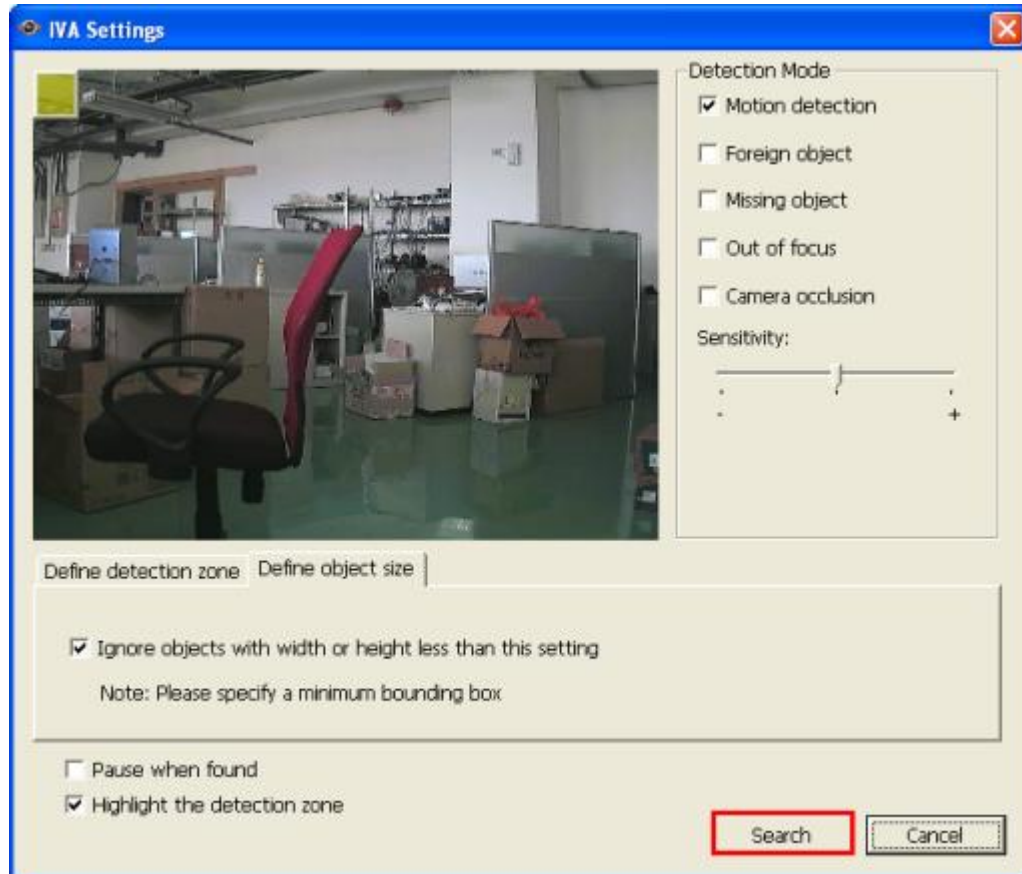 IVA Settings
Detection Mode
Motion detection
Foreign object
Missing object
Out of focus
Camera occlusion
Sensitivity:
- +
Define detection zone Define object size
Ignore objects with width or height less than this setting
Note: Please specify a minimum bounding box
Pause when found
Highlight the detection zone
Search Cancel